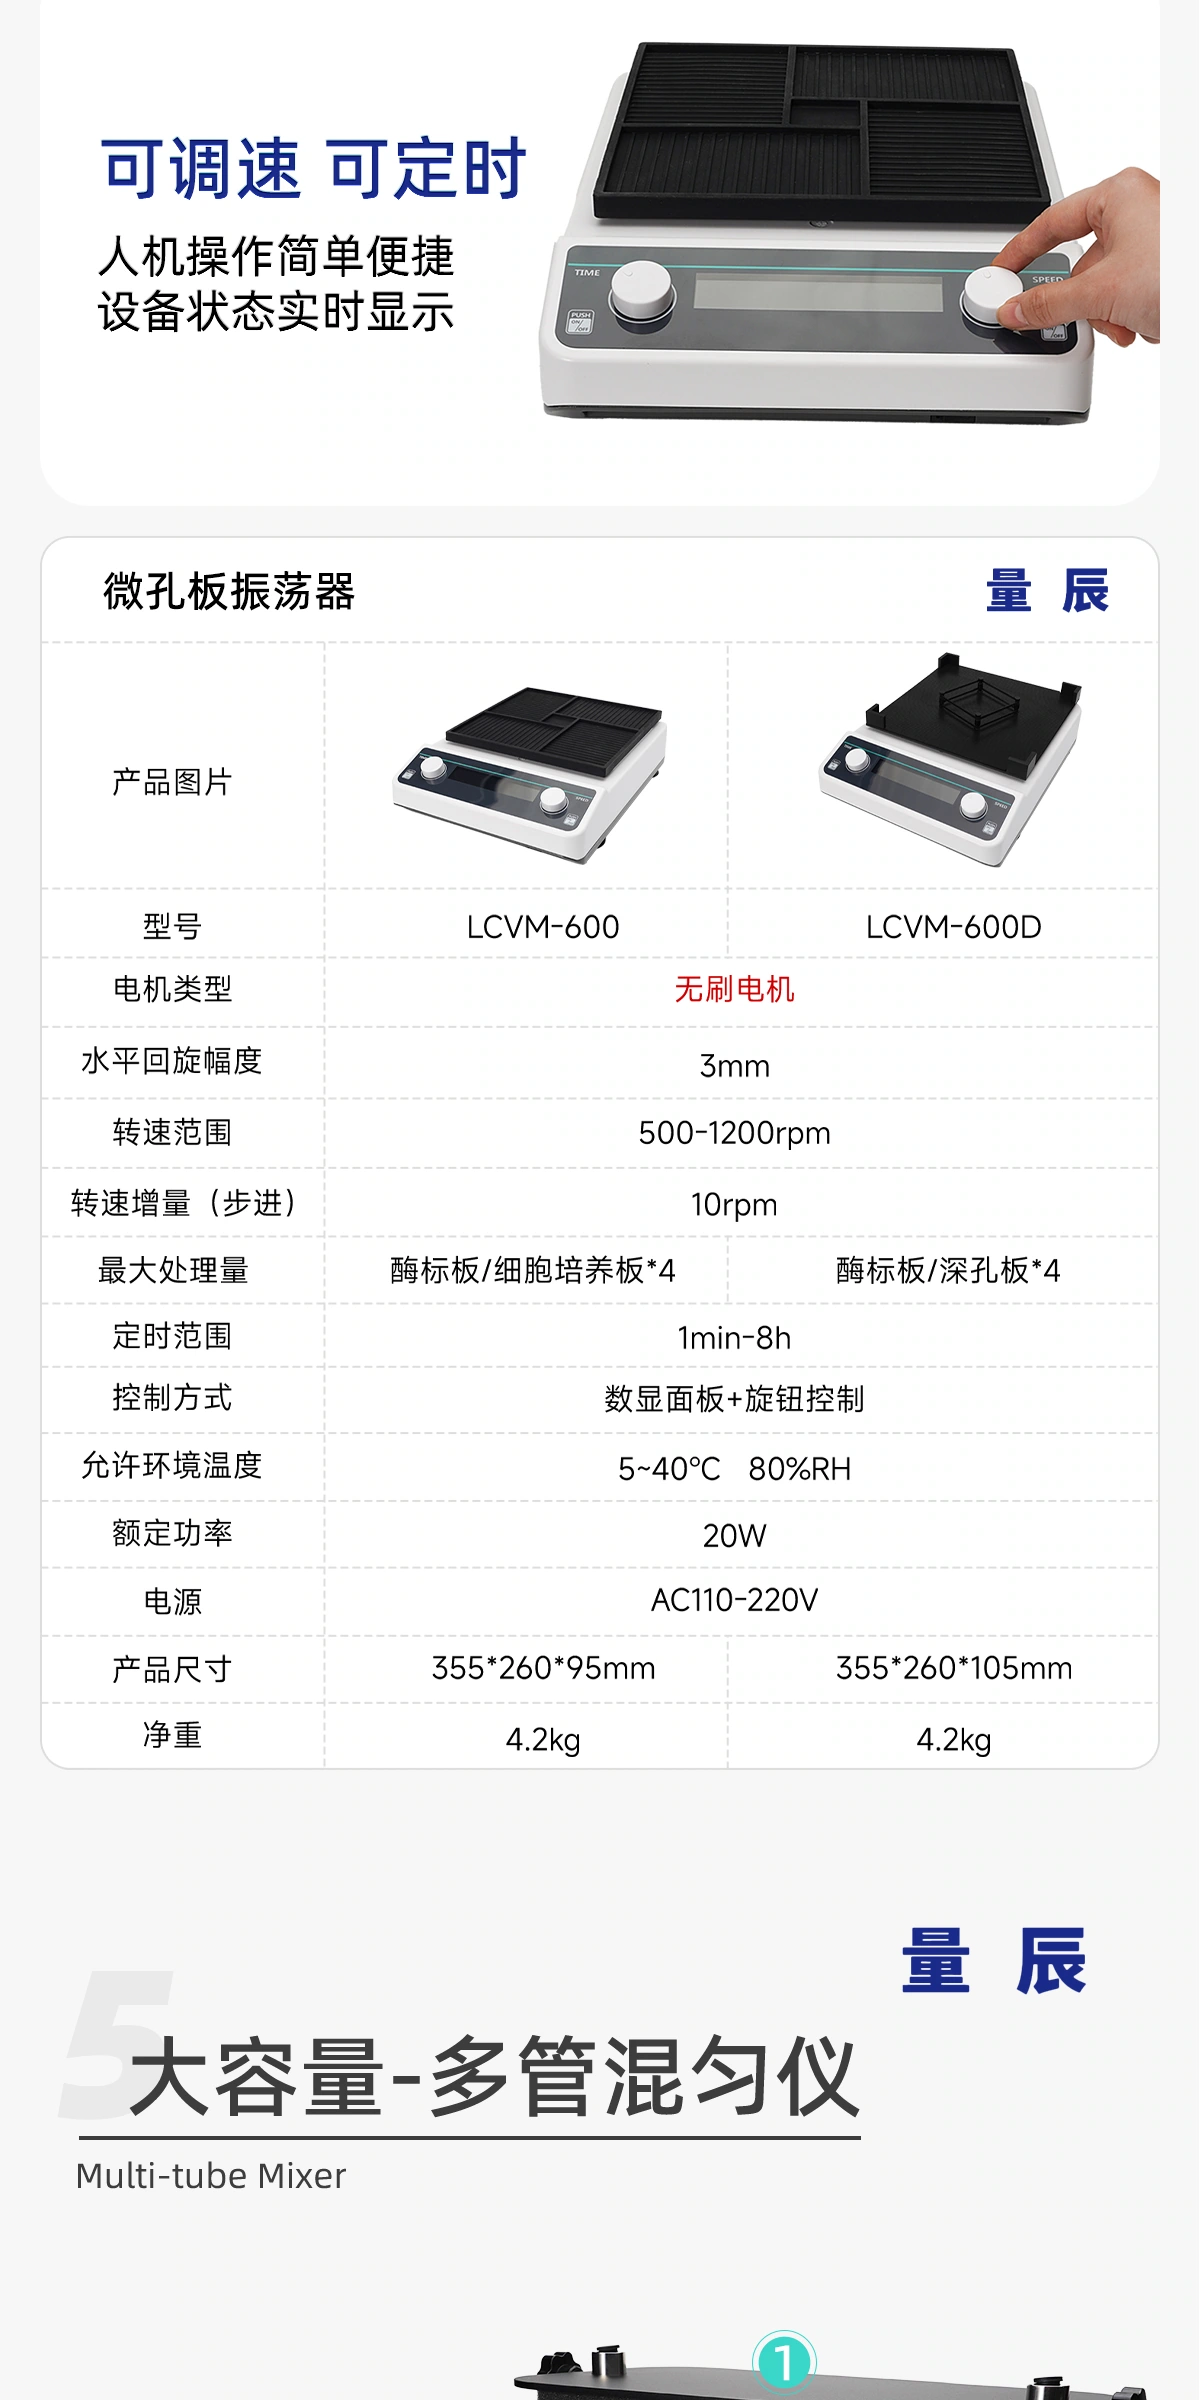 可调速 可定时
人机操作简单便捷
设备状态实时显示
TIME
SPEED
PUSH
ON/OFF
微孔板振荡器
量 辰
产品图片
型号 LCVM-600 LCVM-600D
电机类型 无刷电机
水平回旋幅度 3mm
转速范围 500-1200rpm
转速增量（步进） 10rpm
最大处理量 酶标板/细胞培养板*4 酶标板/深孔板*4
定时范围 1min-8h
控制方式 数显面板+旋钮控制
允许环境温度 5~40℃ 80%RH
额定功率 20W
电源 AC110-220V
产品尺寸 355*260*95mm 355*260*105mm
净重 4.2kg 4.2kg
量 辰
5
大容量-多管混匀仪
Multi-tube Mixer
1